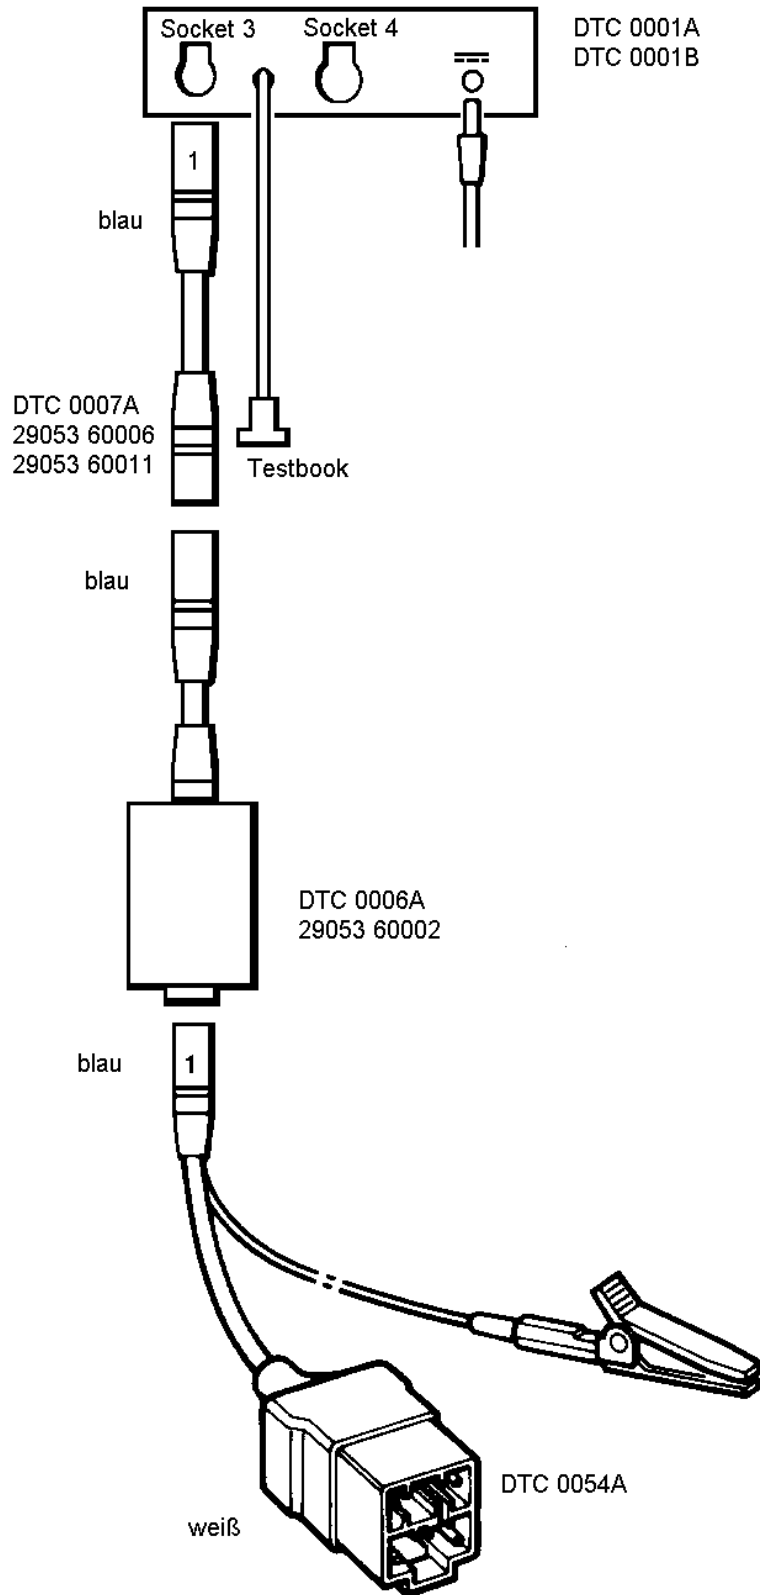 Socket 3
Socket 4
DTC 0001A
DTC 0001B
1
blau
DTC 0007A
29053 60006
29053 60011
Testbook
blau
DTC 0006A
29053 60002
blau
1
DTC 0054A
weiß